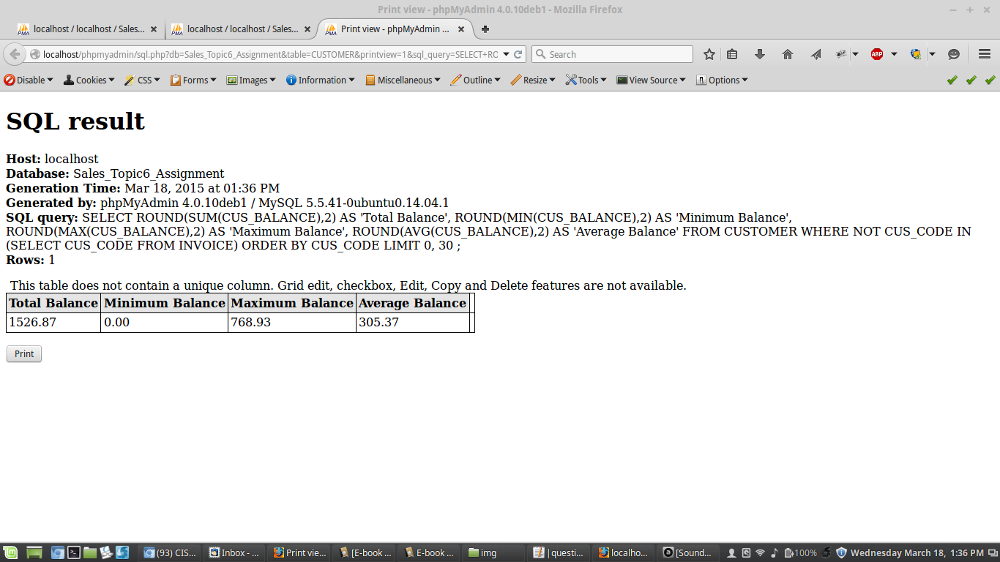 Print view - phpMyAdmin 4.0.10deb1 - Mozilla Firefox
localhost / localhost / Sales...
localhost / localhost / Sales...
Print view - phpMyAdmin ...
localhost/phpmyadmin/sql.php?db=Sales_Topic6_Assignment&table=CUSTOMER&printview=1&sql_query=SELECT+RO
Search
ABP
Disable Cookies CSS Forms Images Information Miscellaneous Outline Resize Tools View Source Options
SQL result
Host: localhost
Database: Sales_Topic6_Assignment
Generation Time: Mar 18, 2015 at 01:36 PM
Generated by: phpMyAdmin 4.0.10deb1 / MySQL 5.5.41-0ubuntu0.14.04.1
SQL query: SELECT ROUND(SUM(CUS_BALANCE),2) AS 'Total Balance', ROUND(MIN(CUS_BALANCE),2) AS 'Minimum Balance',
ROUND(MAX(CUS_BALANCE),2) AS 'Maximum Balance', ROUND(AVG(CUS_BALANCE),2) AS 'Average Balance' FROM CUSTOMER WHERE NOT CUS_CODE IN
(SELECT CUS_CODE FROM INVOICE) ORDER BY CUS_CODE LIMIT 0, 30 ;
Rows: 1
This table does not contain a unique column. Grid edit, checkbox, Edit, Copy and Delete features are not available.
Total Balance Minimum Balance Maximum Balance Average Balance
1526.87 0.00 768.93 305.37
Print
(93) CIS... Inbox - ... Print vie... [E-book ... E-book ... img | questi... localho... [Sound... 100% Wednesday March 18, 1:36 PM